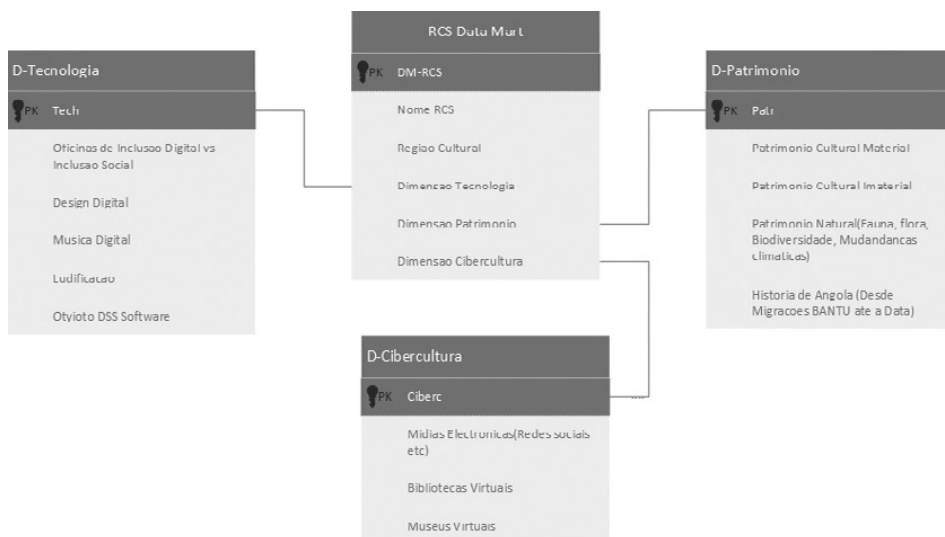 RCS Data Mart
PK DM-RCS
Nome RCS
Regiao Cultural
Dimensao Tecnologia
Dimensao Patrimonio
Dimensao Cibercultura
D-Tecnologia
PK Tech
Oficinas de Inclusao Digital vs
Inclusao Social
Design Digital
Musica Digital
Ludificacao
Otyioto DSS Software
D-Patrimonio
PK Patr
Patrimonio Cultural Material
Patrimonio Cultural Imaterial
Patrimonio Natural(Fauna, flora,
Biodiversidade, Mudandancas
climaticas)
Historia de Angola (Desde
Migracoes BANTU ate a Data)
D-Cibercultura
PK Ciberc
Midias Electronicas(Redes sociais
etc)
Bibliotecas Virtuais
Museus Virtuais